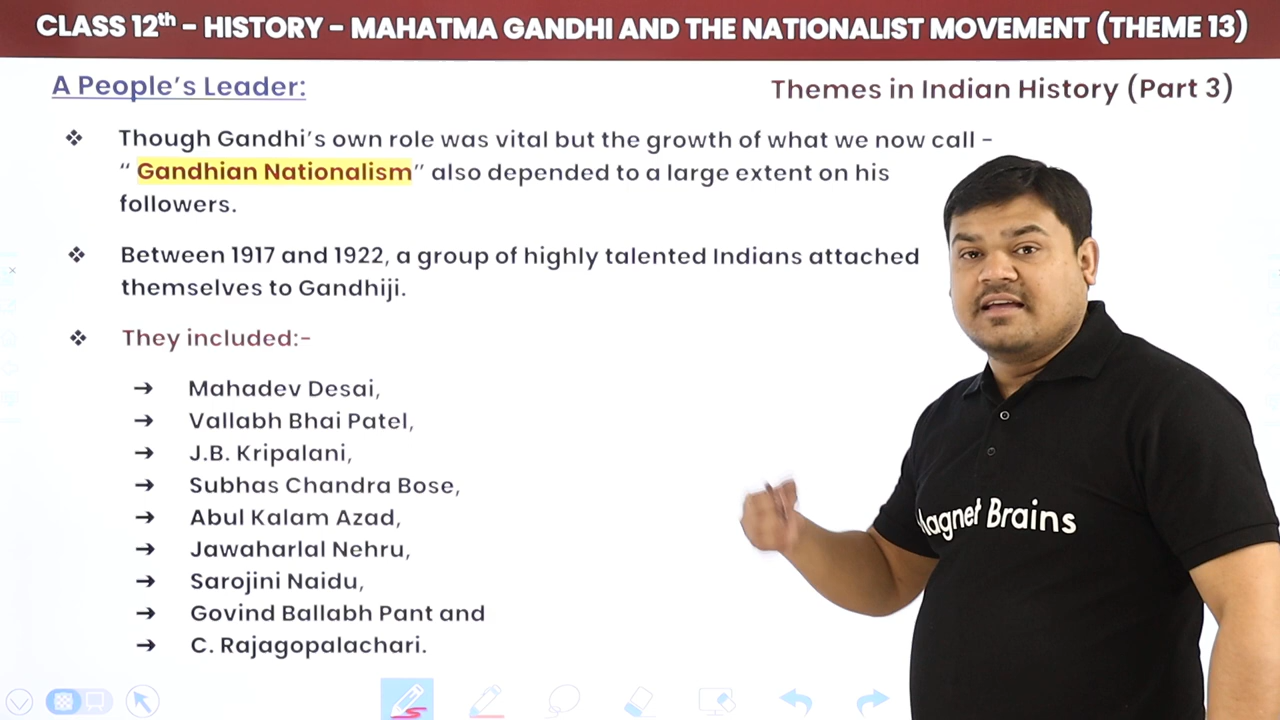 CLASS 12th – HISTORY – MAHATMA GANDHI AND THE NATIONALIST MOVEMENT (THEME 13)
A People's Leader:
Themes in Indian History (Part 3)
❖ Though Gandhi's own role was vital but the growth of what we now call –
“ Gandhian Nationalism” also depended to a large extent on his
followers.
❖ Between 1917 and 1922, a group of highly talented Indians attached
themselves to Gandhiji.
❖ They included:-
➔ Mahadev Desai,
➔ Vallabh Bhai Patel,
➔ J.B. Kripalani,
➔ Subhas Chandra Bose,
➔ Abul Kalam Azad,
➔ Jawaharlal Nehru,
➔ Sarojini Naidu,
➔ Govind Ballabh Pant and
➔ C. Rajagopalachari.
Magnet Brains